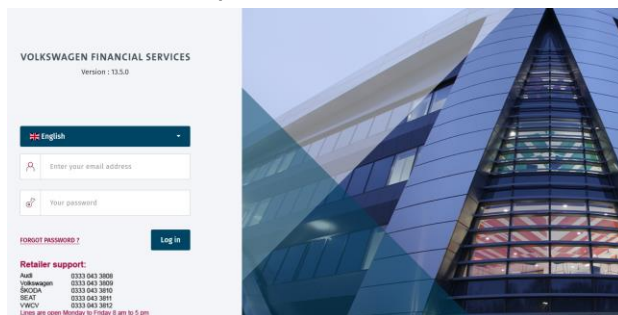 VOLKSWAGEN FINANCIAL SERVICES
Version : 13.5.0
English
Enter your email address
Your password
FORGOT PASSWORD ?
Log in
Retailer support:
Audi 0333 043 3808
Volkswagen 0333 043 3809
ŠKODA 0333 043 3810
SEAT 0333 043 3811
VWCV 0333 043 3812
Lines are open Monday to Friday 8 am to 5 pm